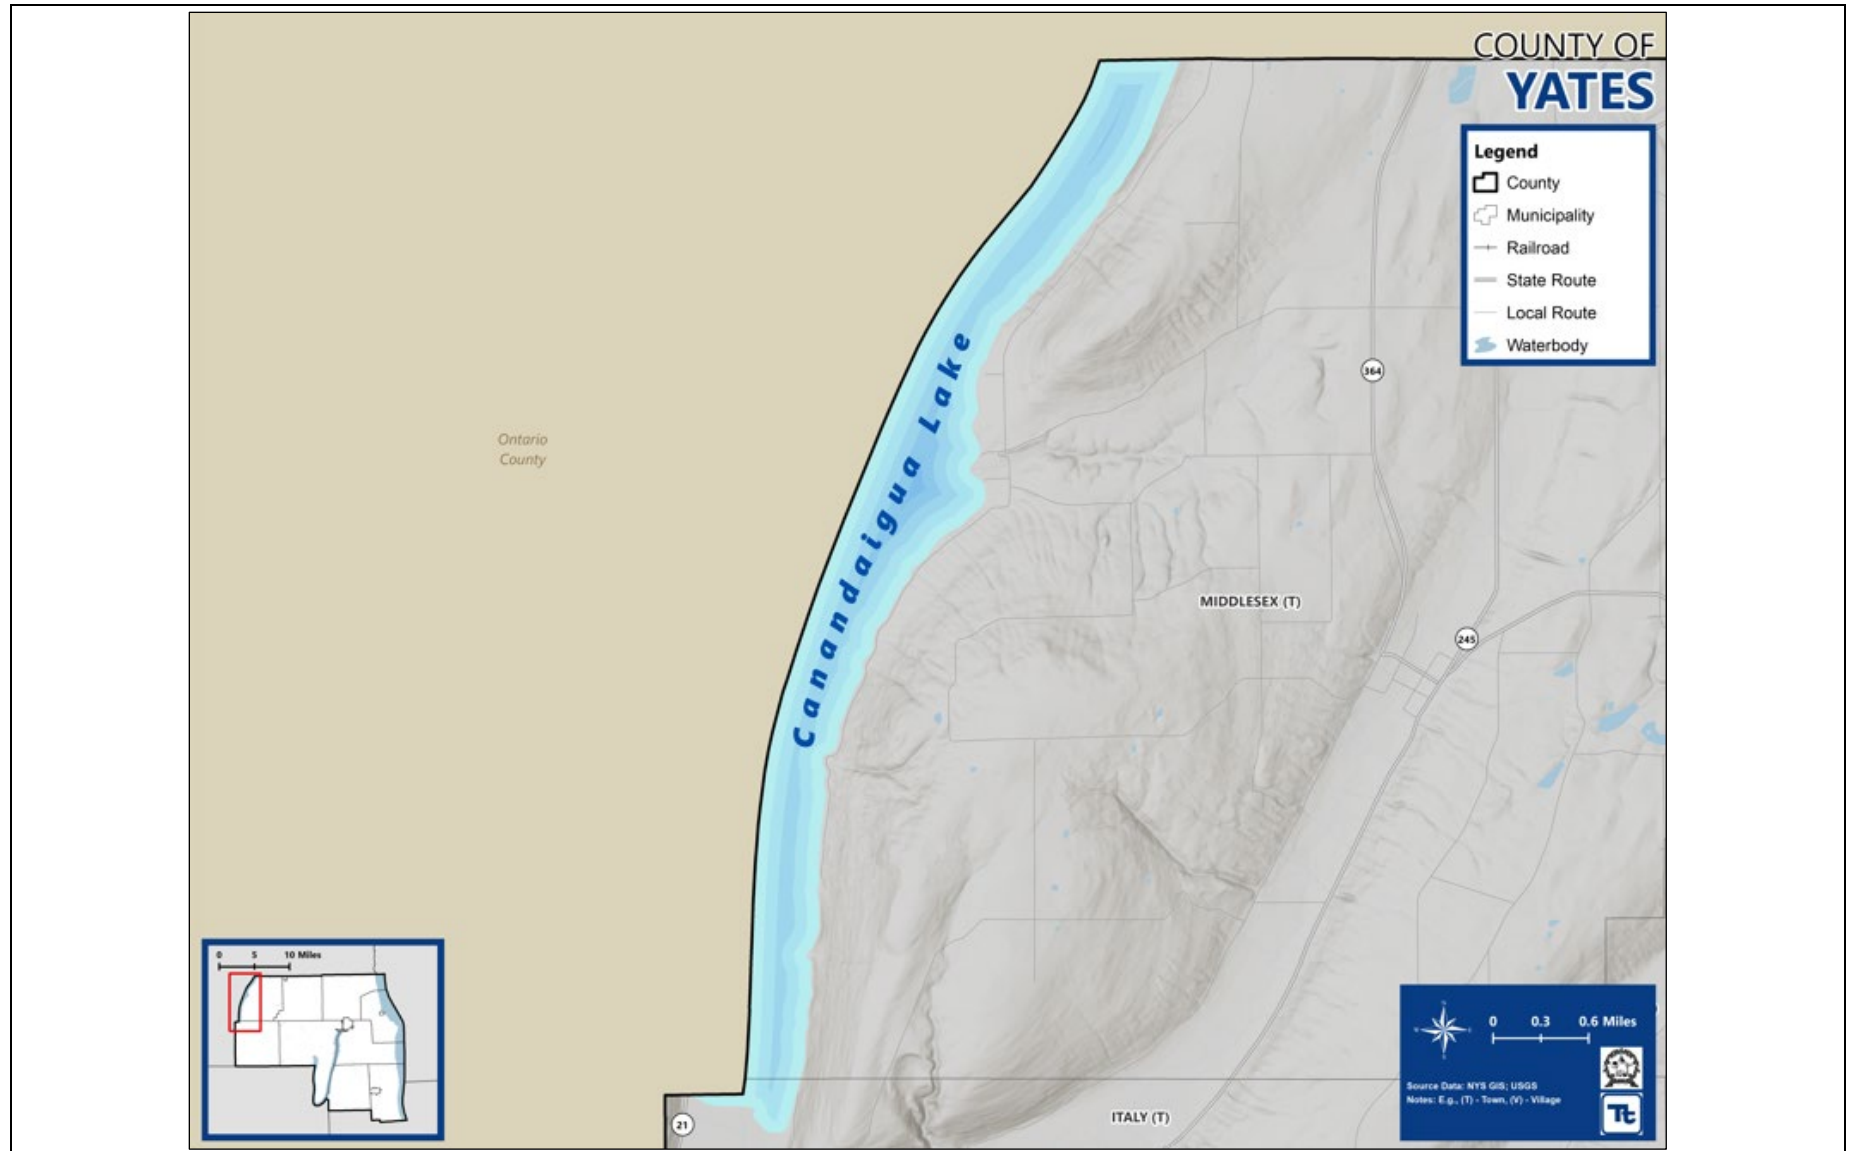 COUNTY OF
YATES
Legend
County
Municipality
Railroad
State Route
Local Route
Waterbody
Canandaigua Lake
364
Ontario
County
MIDDLESEX (T)
245
0 5 10 Miles
0 0.3 0.6 Miles
Source Data: NYS GIS; USGS
Notes: E.g., (T) - Town, (V) - Village
Tt
21
ITALY (T)